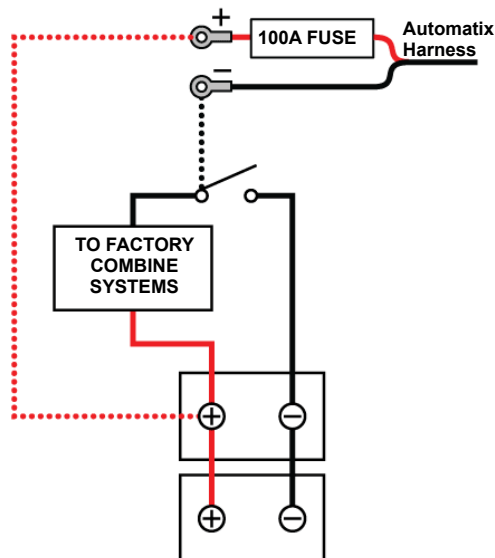 +
100A FUSE
Automatix
Harness
−
TO FACTORY
COMBINE
SYSTEMS
+ −
+ −